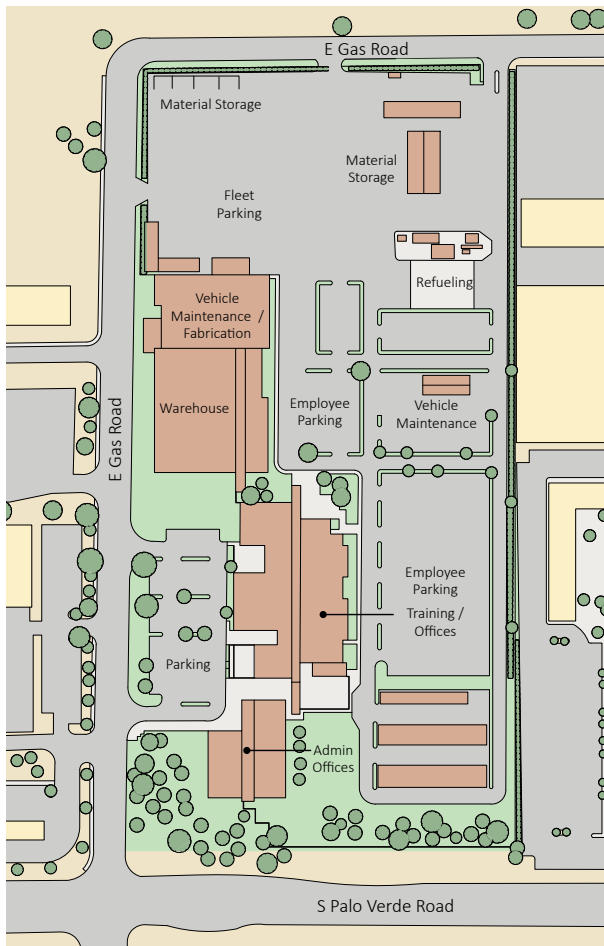 E Gas Road
Material Storage
Material
Storage
Fleet
Parking
Refueling
Vehicle
Maintenance /
Fabrication
Warehouse
Employee
Parking
Vehicle
Maintenance
E Gas Road
Employee
Parking
Training /
Offices
Parking
Admin
Offices
S Palo Verde Road